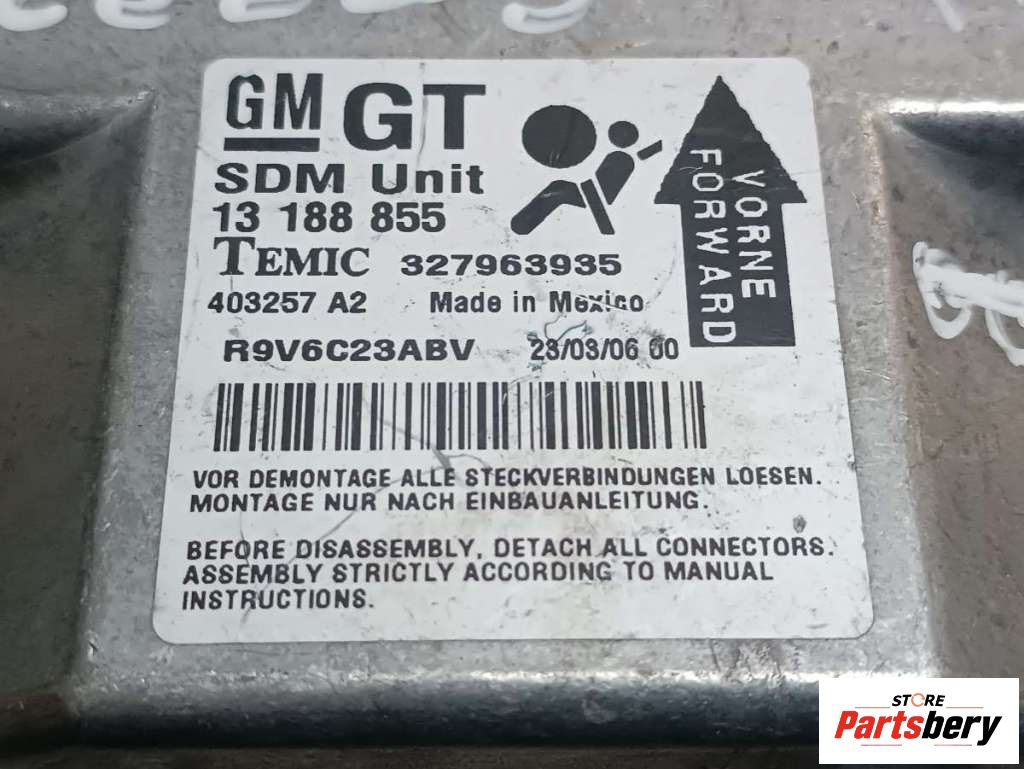 GM GT
SDM Unit
13 188 855
TEMIC 327963935
403257 A2 Made in Mexico
R9V6C23ABV 23/03/06 00
VORNE
FORWARD
VOR DEMONTAGE ALLE STECKVERBINDUNGEN LOESEN.
MONTAGE NUR NACH EINBAUANLEITUNG.
BEFORE DISASSEMBLY, DETACH ALL CONNECTORS.
ASSEMBLY STRICTLY ACCORDING TO MANUAL
INSTRUCTIONS.
STORE
Partsbery